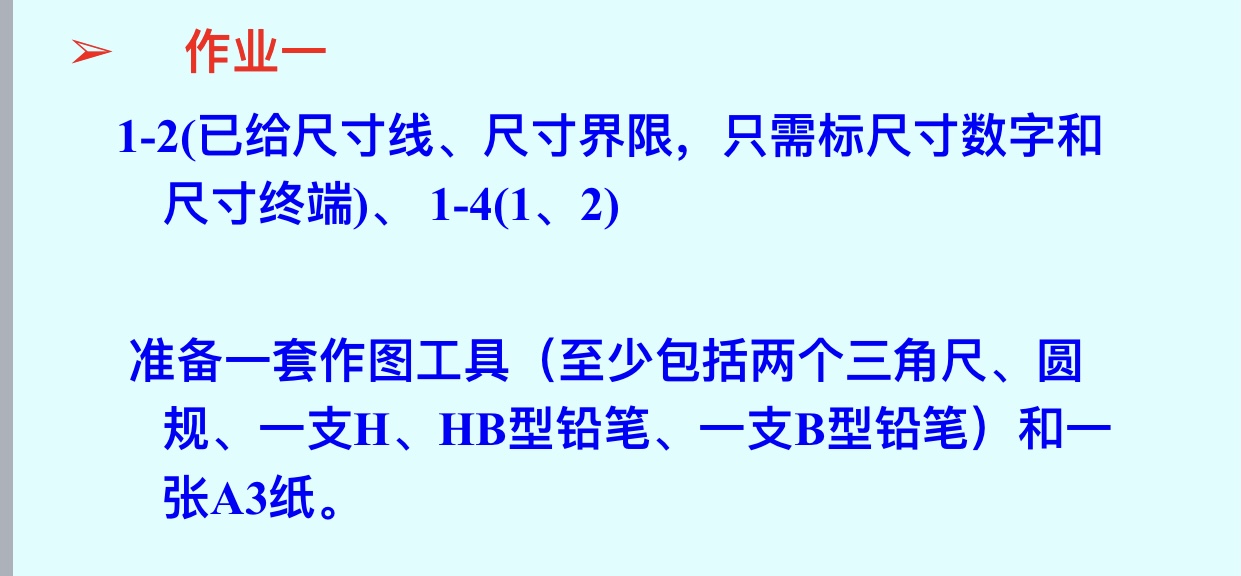 ➢ 作业一
1-2(已给尺寸线、尺寸界限，只需标尺寸数字和
尺寸终端)、 1-4(1、2)
准备一套作图工具（至少包括两个三角尺、圆
规、一支H、HB型铅笔、一支B型铅笔）和一
张A3纸。